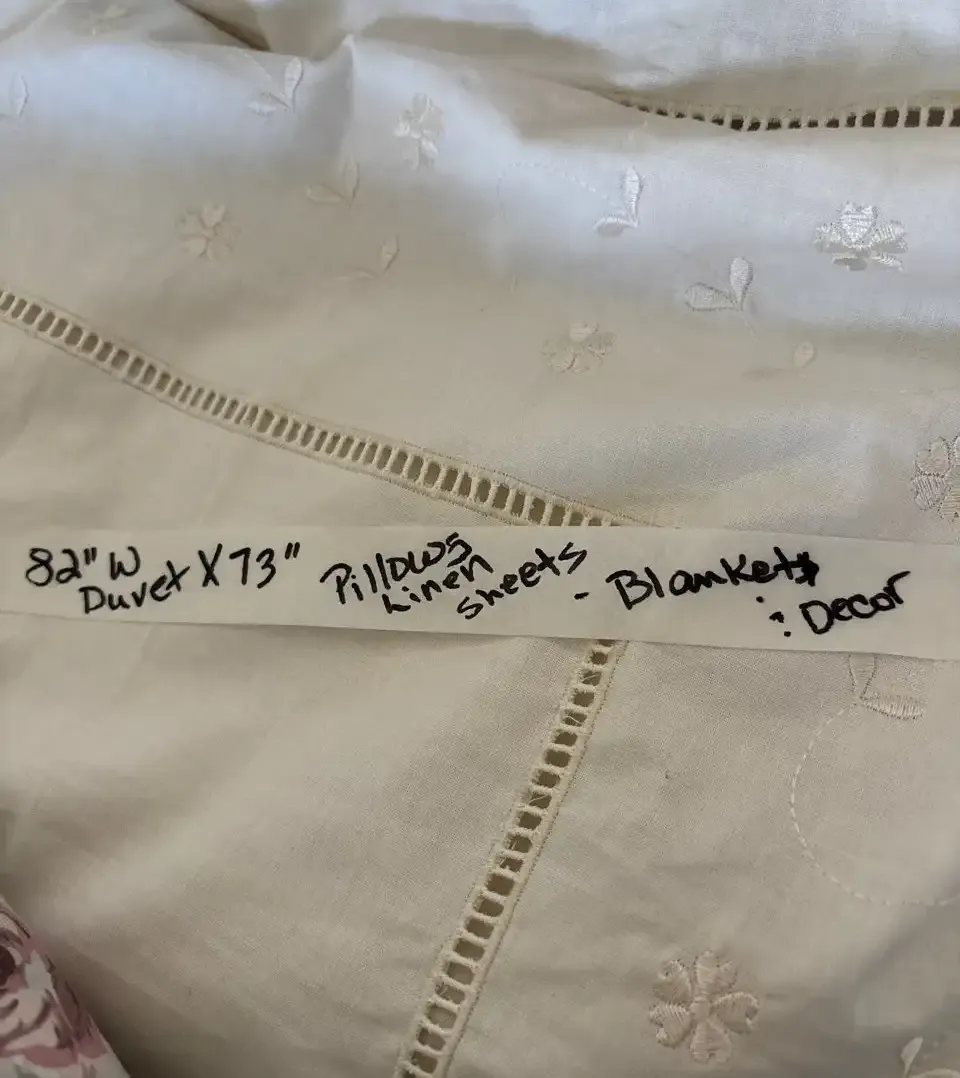 82" W
Duvet X 73"
Pillows
Linen
sheets - Blankets
: Decor